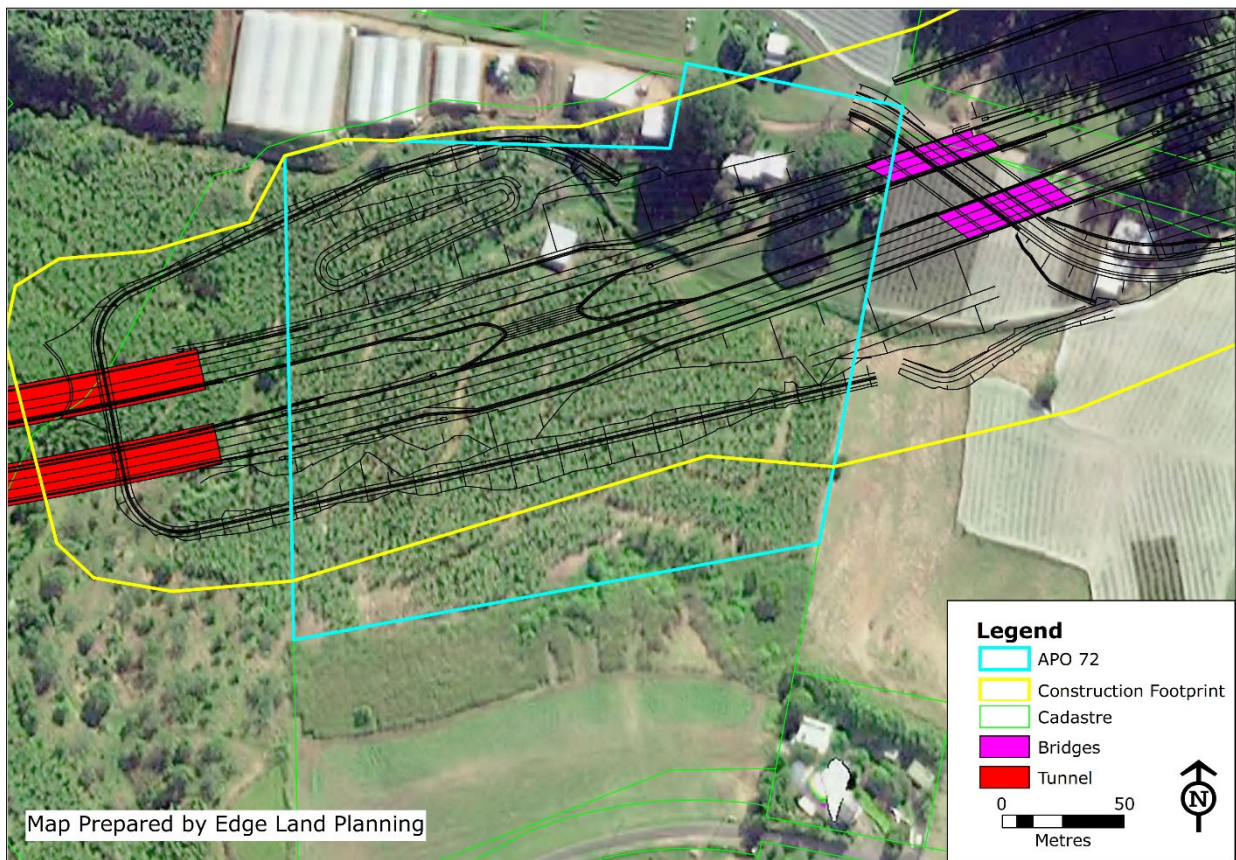 Legend
APO 72
Construction Footprint
Cadastre
Bridges
Tunnel
0 50
Metres
N
Map Prepared by Edge Land Planning